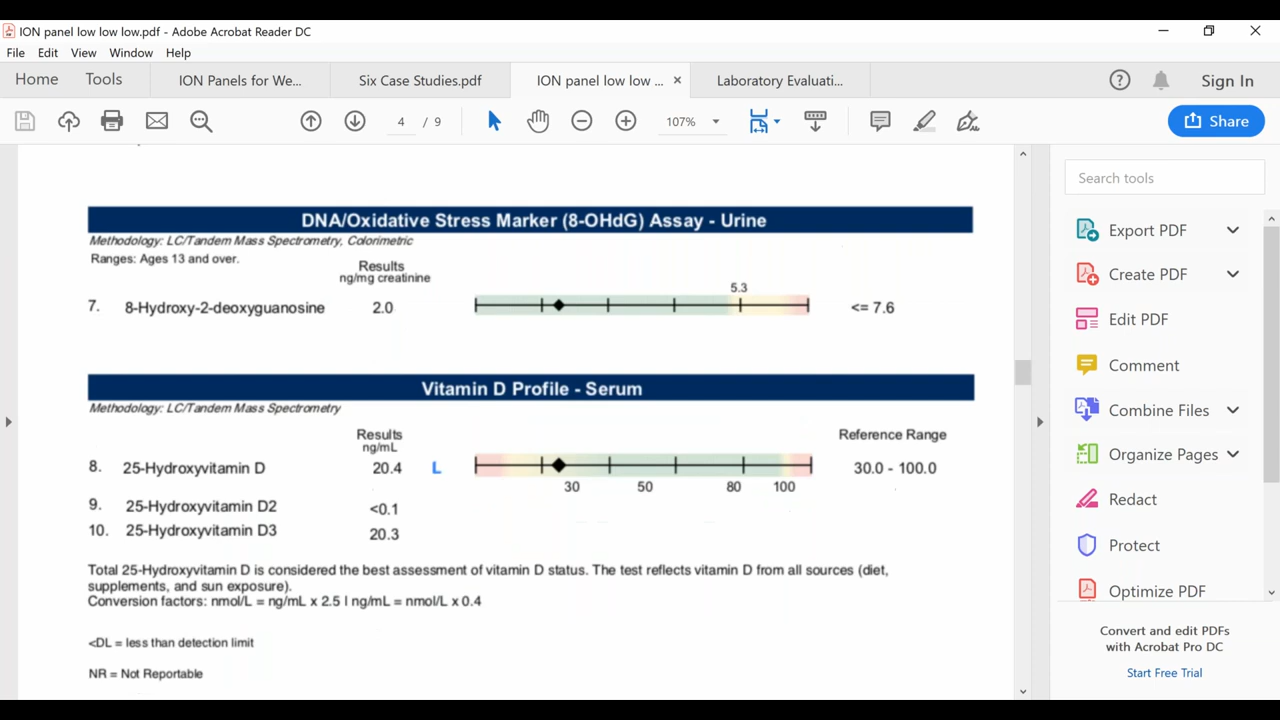 ION panel low low low.pdf - Adobe Acrobat Reader DC
File Edit View Window Help
Home Tools ION Panels for We... Six Case Studies.pdf ION panel low low ... × Laboratory Evaluati... ? Sign In
4 / 9 107% Share
Search tools
Export PDF
Create PDF
Edit PDF
Comment
Combine Files
Organize Pages
Redact
Protect
Optimize PDF
Convert and edit PDFs
with Acrobat Pro DC
Start Free Trial
DNA/Oxidative Stress Marker (8-OHdG) Assay - Urine
Methodology: LC/Tandem Mass Spectrometry, Colorimetric
Ranges: Ages 13 and over.
Results
ng/mg creatinine
5.3
7. 8-Hydroxy-2-deoxyguanosine 2.0 <= 7.6
Vitamin D Profile - Serum
Methodology: LC/Tandem Mass Spectrometry
Results Reference Range
ng/mL
8. 25-Hydroxyvitamin D 20.4 L 30.0 - 100.0
30 50 80 100
9. 25-Hydroxyvitamin D2 <0.1
10. 25-Hydroxyvitamin D3 20.3
Total 25-Hydroxyvitamin D is considered the best assessment of vitamin D status. The test reflects vitamin D from all sources (diet,
supplements, and sun exposure).
Conversion factors: nmol/L = ng/mL x 2.5 I ng/mL = nmol/L x 0.4
<DL = less than detection limit
NR = Not Reportable